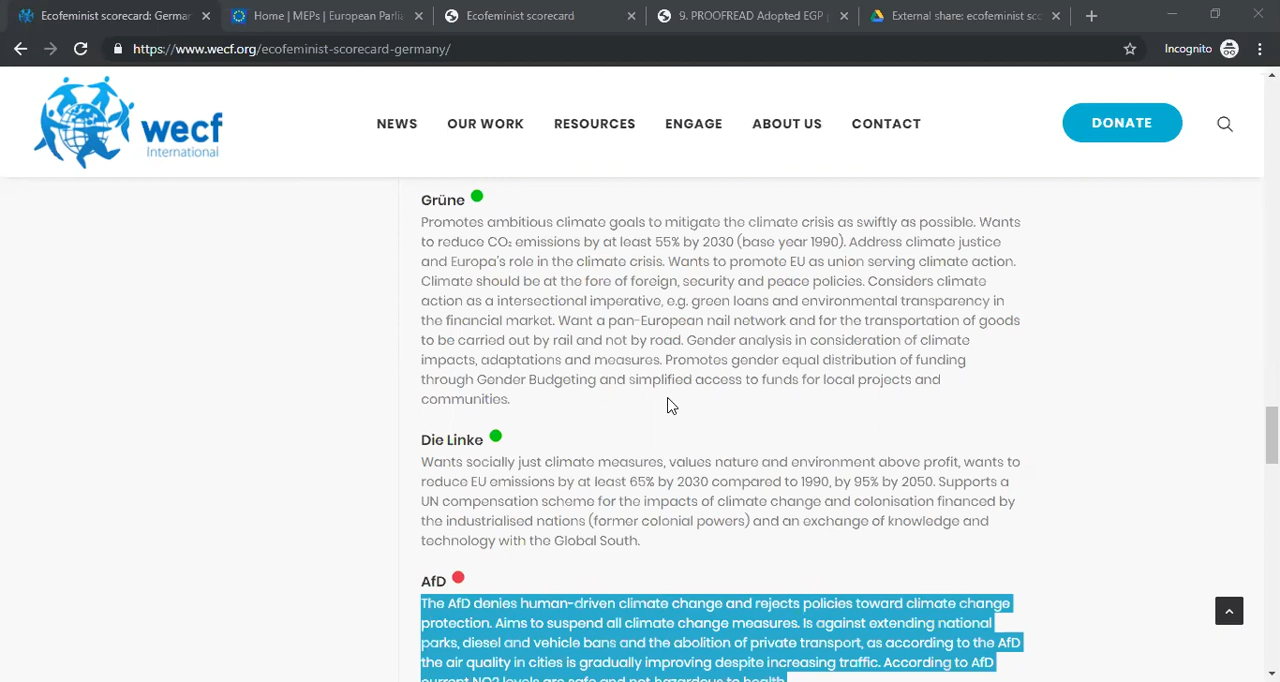 Ecofeminist scorecard: Germar
Home | MEPs | European Parlia
Ecofeminist scorecard
9. PROOFREAD Adopted EGP
External share: ecofeminist sco
https://www.wecf.org/ecofeminist-scorecard-germany/
Incognito
wecf
International
NEWS
OUR WORK
RESOURCES
ENGAGE
ABOUT US
CONTACT
DONATE
Grüne
Promotes ambitious climate goals to mitigate the climate crisis as swiftly as possible. Wants
to reduce CO₂ emissions by at least 55% by 2030 (base year 1990). Address climate justice
and Europa's role in the climate crisis. Wants to promote EU as union serving climate action.
Climate should be at the fore of foreign, security and peace policies. Considers climate
action as a intersectional imperative, e.g. green loans and environmental transparency in
the financial market. Want a pan-European nail network and for the transportation of goods
to be carried out by rail and not by road. Gender analysis in consideration of climate
impacts, adaptations and measures. Promotes gender equal distribution of funding
through Gender Budgeting and simplified access to funds for local projects and
communities.
Die Linke
Wants socially just climate measures, values nature and environment above profit, wants to
reduce EU emissions by at least 65% by 2030 compared to 1990, by 95% by 2050. Supports a
UN compensation scheme for the impacts of climate change and colonisation financed by
the industrialised nations (former colonial powers) and an exchange of knowledge and
technology with the Global South.
AfD
The AfD denies human-driven climate change and rejects policies toward climate change
protection. Aims to suspend all climate change measures. Is against extending national
parks, diesel and vehicle bans and the abolition of private transport, as according to the AfD
the air quality in cities is gradually improving despite increasing traffic. According to AfD
current NO2 levels are safe and not hazardous to health.